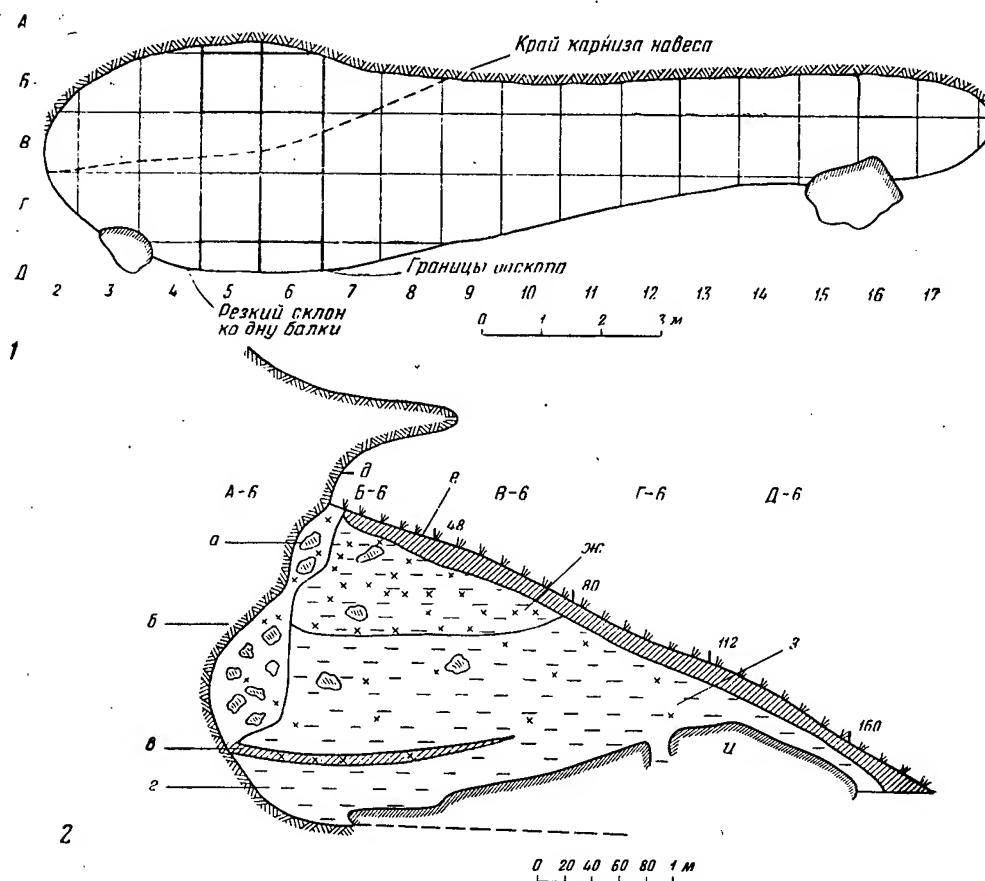 А
Край карниза навеса
Б
В
Г
Д
Границы раскопа
2 3 4 5 6 7 8 9 10 11 12 13 14 15 16 17
Резкий склон
ко дну балки
0 1 2 3 м
1
д
А-6 Б-6 е В-6 Г-6 Д-6
а
48
ж
80
б
112
з
160
в
и
г
2
0 20 40 60 80 1 м